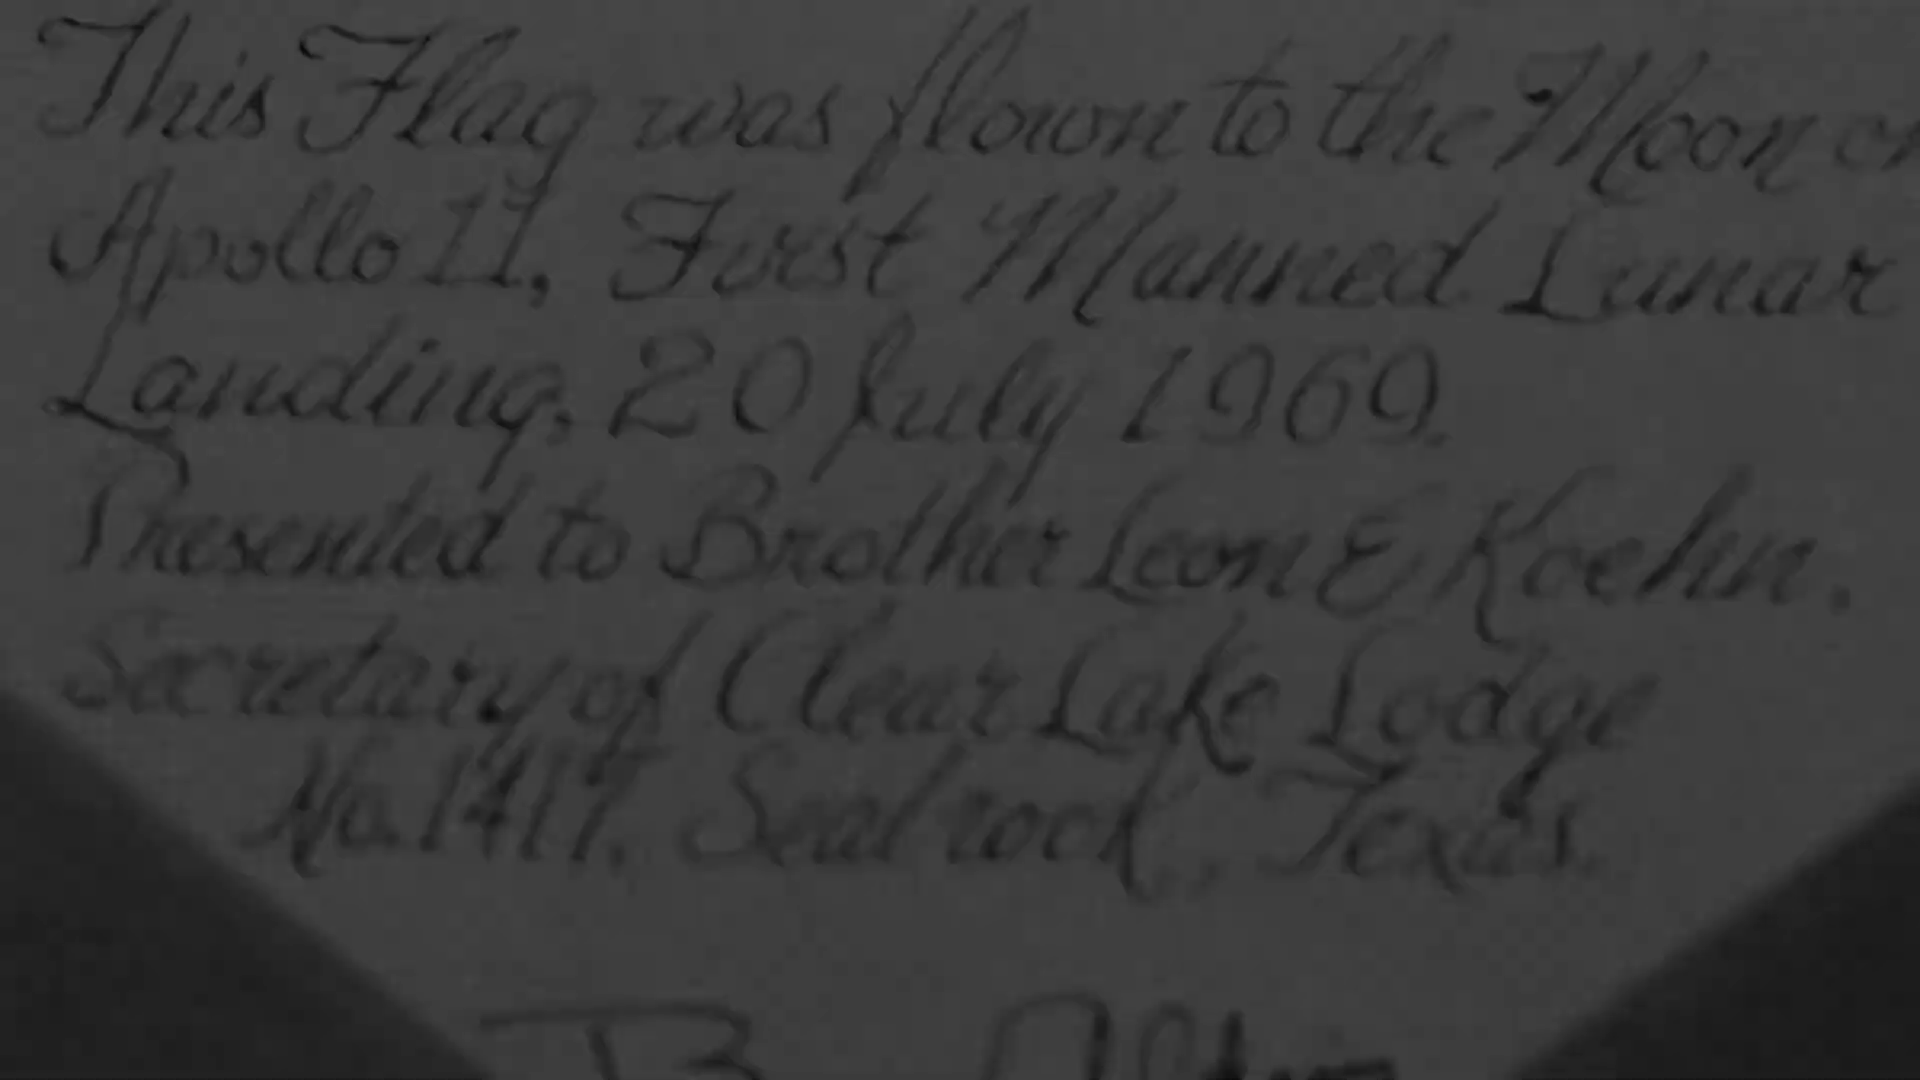 This Flag was flown to the Moon on
Apollo 11, First Manned Lunar
Landing, 20 July 1969.
Presented to Brother Leon E Koehn,
Secretary of Clear Lake Lodge
No. 1417, Seabrook, Texas.